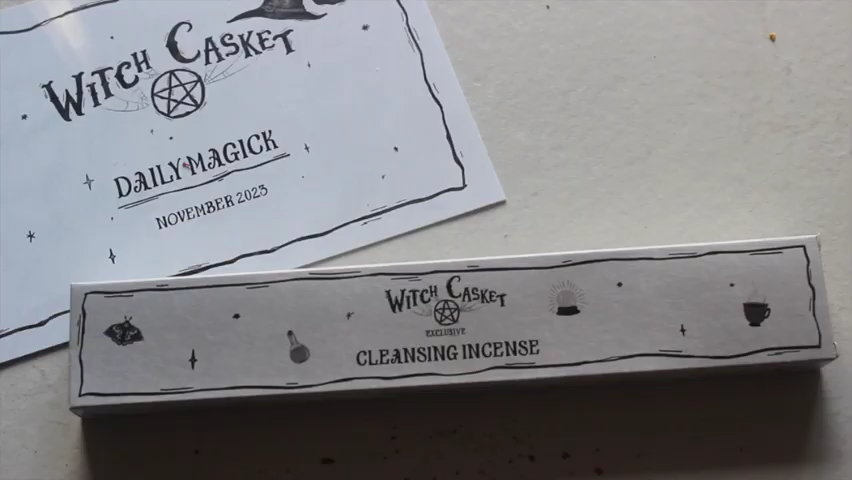 WITCH CASKET
DAILY MAGICK
NOVEMBER 2023
WITCH CASKET
EXCLUSIVE
CLEANSING INCENSE